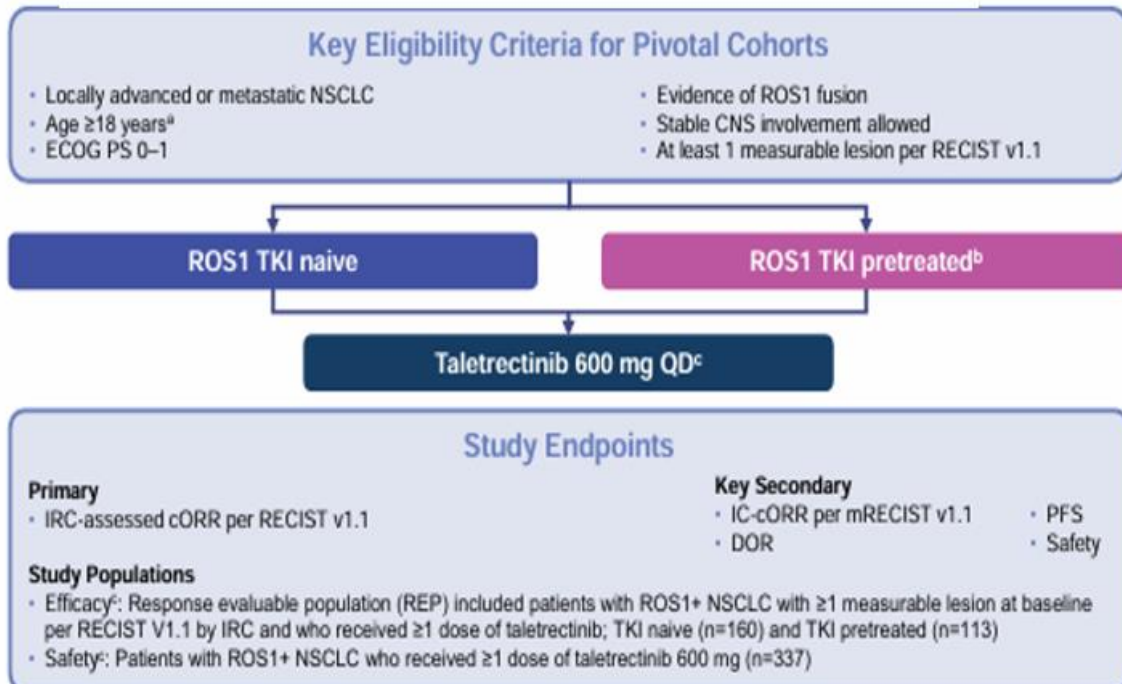 Key Eligibility Criteria for Pivotal Cohorts
• Locally advanced or metastatic NSCLC
• Age ≥18 yearsᵃ
• ECOG PS 0–1
• Evidence of ROS1 fusion
• Stable CNS involvement allowed
• At least 1 measurable lesion per RECIST v1.1
ROS1 TKI naive
ROS1 TKI pretreatedᵇ
Taletrectinib 600 mg QDᶜ
Study Endpoints
Primary
• IRC-assessed cORR per RECIST v1.1
Key Secondary
• IC-cORR per mRECIST v1.1
• DOR
• PFS
• Safety
Study Populations
• Efficacyᶜ: Response evaluable population (REP) included patients with ROS1+ NSCLC with ≥1 measurable lesion at baseline
per RECIST V1.1 by IRC and who received ≥1 dose of taletrectinib; TKI naive (n=160) and TKI pretreated (n=113)
• Safetyᶜ: Patients with ROS1+ NSCLC who received ≥1 dose of taletrectinib 600 mg (n=337)